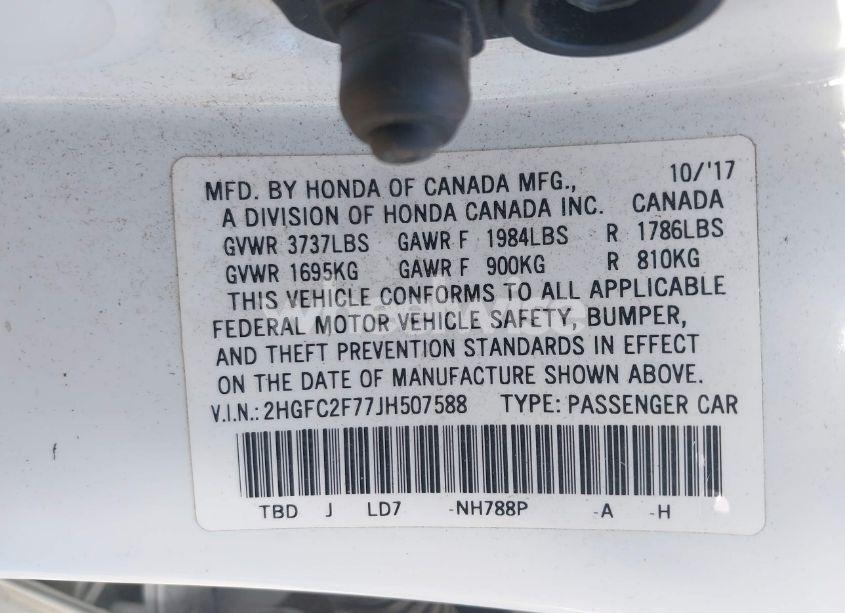 MFD. BY HONDA OF CANADA MFG., 10/'17
A DIVISION OF HONDA CANADA INC. CANADA
GVWR 3737LBS GAWR F 1984LBS R 1786LBS
GVWR 1695KG GAWR F 900KG R 810KG
THIS VEHICLE CONFORMS TO ALL APPLICABLE
FEDERAL MOTOR VEHICLE SAFETY, BUMPER,
AND THEFT PREVENTION STANDARDS IN EFFECT
ON THE DATE OF MANUFACTURE SHOWN ABOVE.
V.I.N.: 2HGFC2F77JH507588 TYPE: PASSENGER CAR
TBD J LD7 -NH788P -A -H